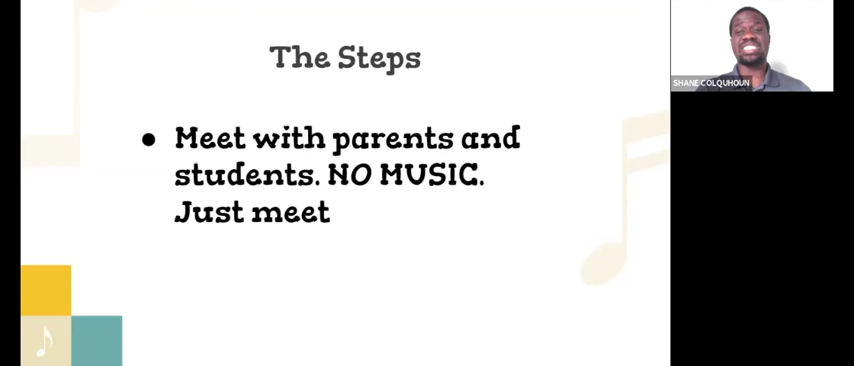 The Steps
SHANE COLQUHOUN
● Meet with parents and
students. NO MUSIC.
Just meet